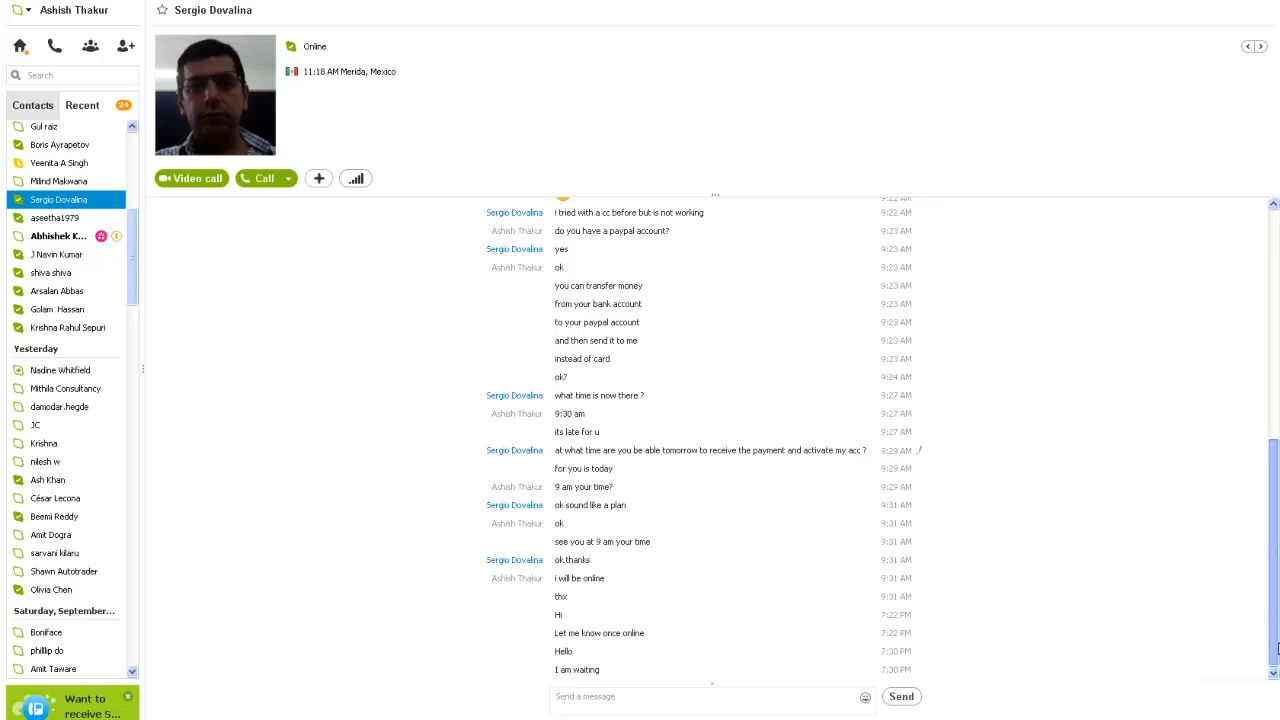 Ashish Thakur
Sergio Dovalina
Online
11:18 AM Merida, Mexico
Search
Contacts
Recent
24
Gul raiz
Boris Ayrapetov
Veenita A Singh
Milind Makwana
Sergio Dovalina
aseetha1979
Abhishek K...
1
J Navin Kumar
shiva shiva
Arsalan Abbas
Golam Hassan
Krishna Rahul Sepuri
Yesterday
Nadine Whitfield
Mithila Consultancy
damodar.hegde
JC
Krishna
nilesh w
Ash Khan
César Lecona
Beemi Reddy
Amit Dogra
sarvani kilaru
Shawn Autotrader
Olivia Chen
Saturday, September...
Boniface
phillip do
Amit Taware
Want to
receive S...
Video call
Call
9:22 AM
Sergio Dovalina i tried with a cc before but is not working 9:22 AM
Ashish Thakur do you have a paypal account? 9:23 AM
Sergio Dovalina yes 9:23 AM
Ashish Thakur ok 9:23 AM
you can transfer money 9:23 AM
from your bank account 9:23 AM
to your paypal account 9:23 AM
and then send it to me 9:23 AM
instead of card 9:23 AM
ok? 9:24 AM
Sergio Dovalina what time is now there ? 9:27 AM
Ashish Thakur 9:30 am 9:27 AM
its late for u 9:27 AM
Sergio Dovalina at what time are you be able tomorrow to receive the payment and activate my acc ? 9:29 AM
for you is today 9:29 AM
Ashish Thakur 9 am your time? 9:29 AM
Sergio Dovalina ok sound like a plan 9:31 AM
Ashish Thakur ok 9:31 AM
see you at 9 am your time 9:31 AM
Sergio Dovalina ok thanks 9:31 AM
Ashish Thakur i will be online 9:31 AM
thx 9:31 AM
Hi 7:22 PM
Let me know once online 7:22 PM
Hello 7:30 PM
I am waiting 7:30 PM
Send a message
Send